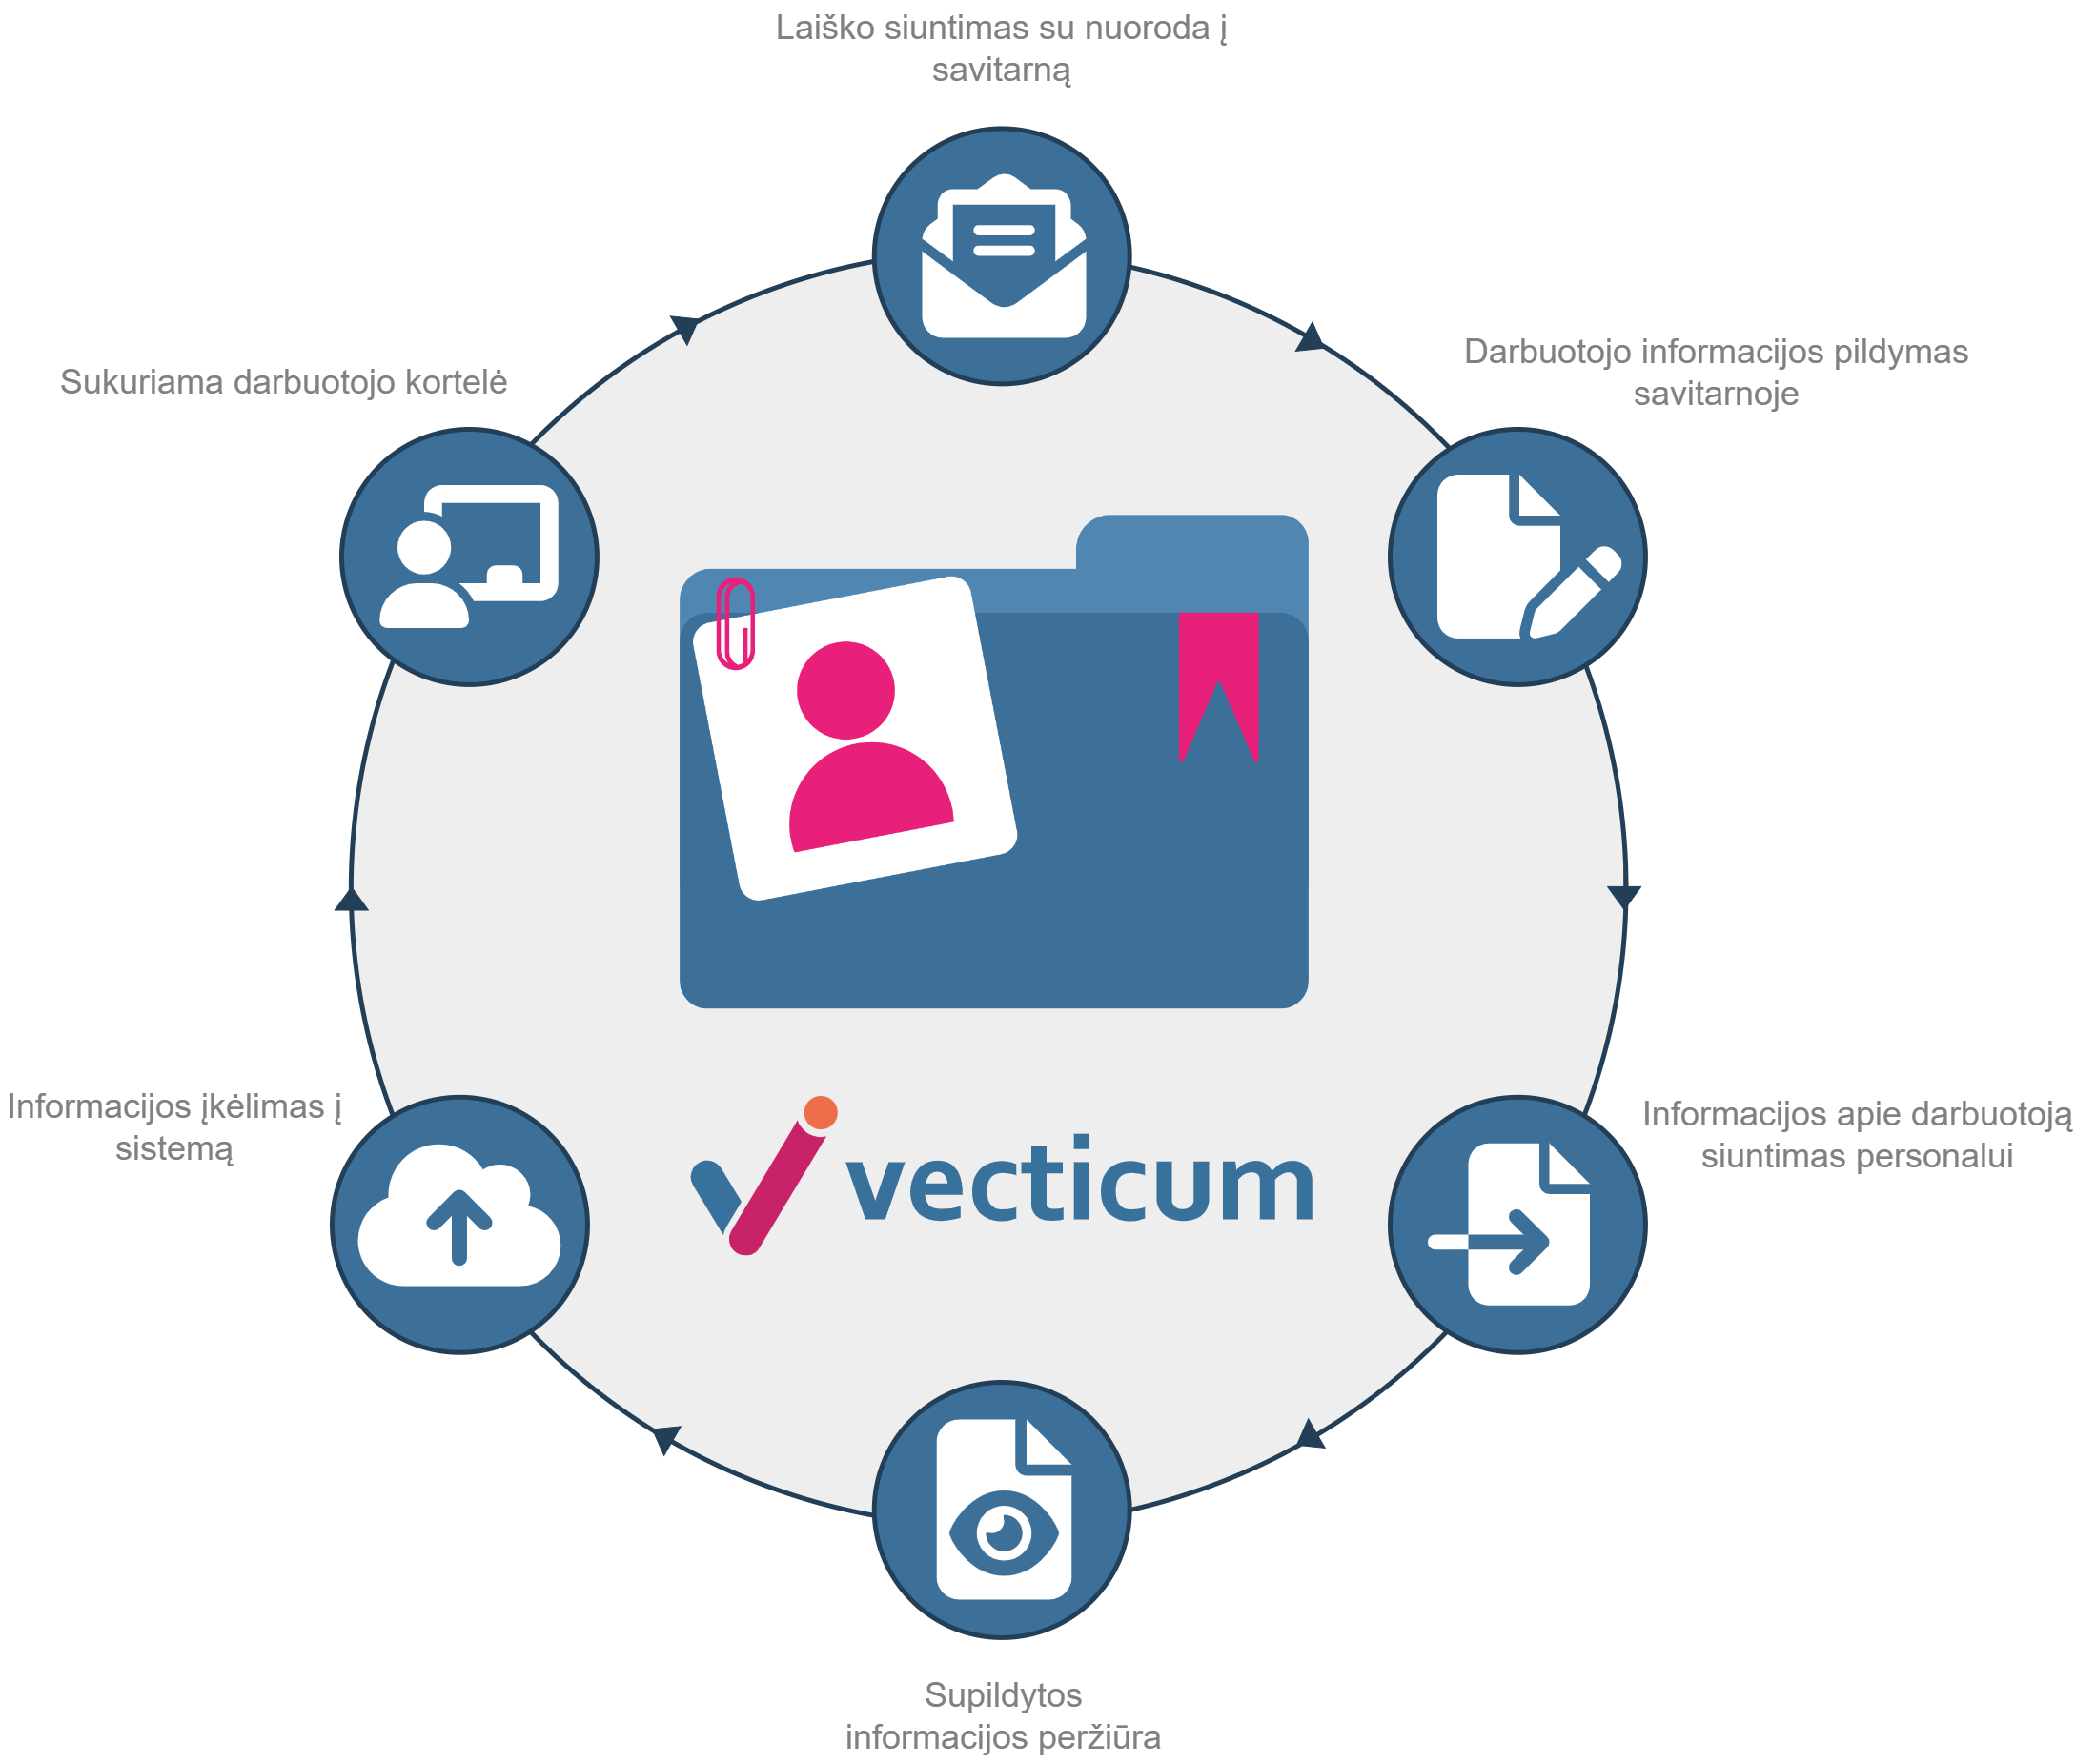 Laiško siuntimas su nuoroda į
savitarną
Darbuotojo informacijos pildymas
savitarnoje
Sukuriama darbuotojo kortelė
Informacijos įkėlimas į
sistemą
Informacijos apie darbuotoją
siuntimas personalui
vecticum
Supildytos
informacijos peržiūra